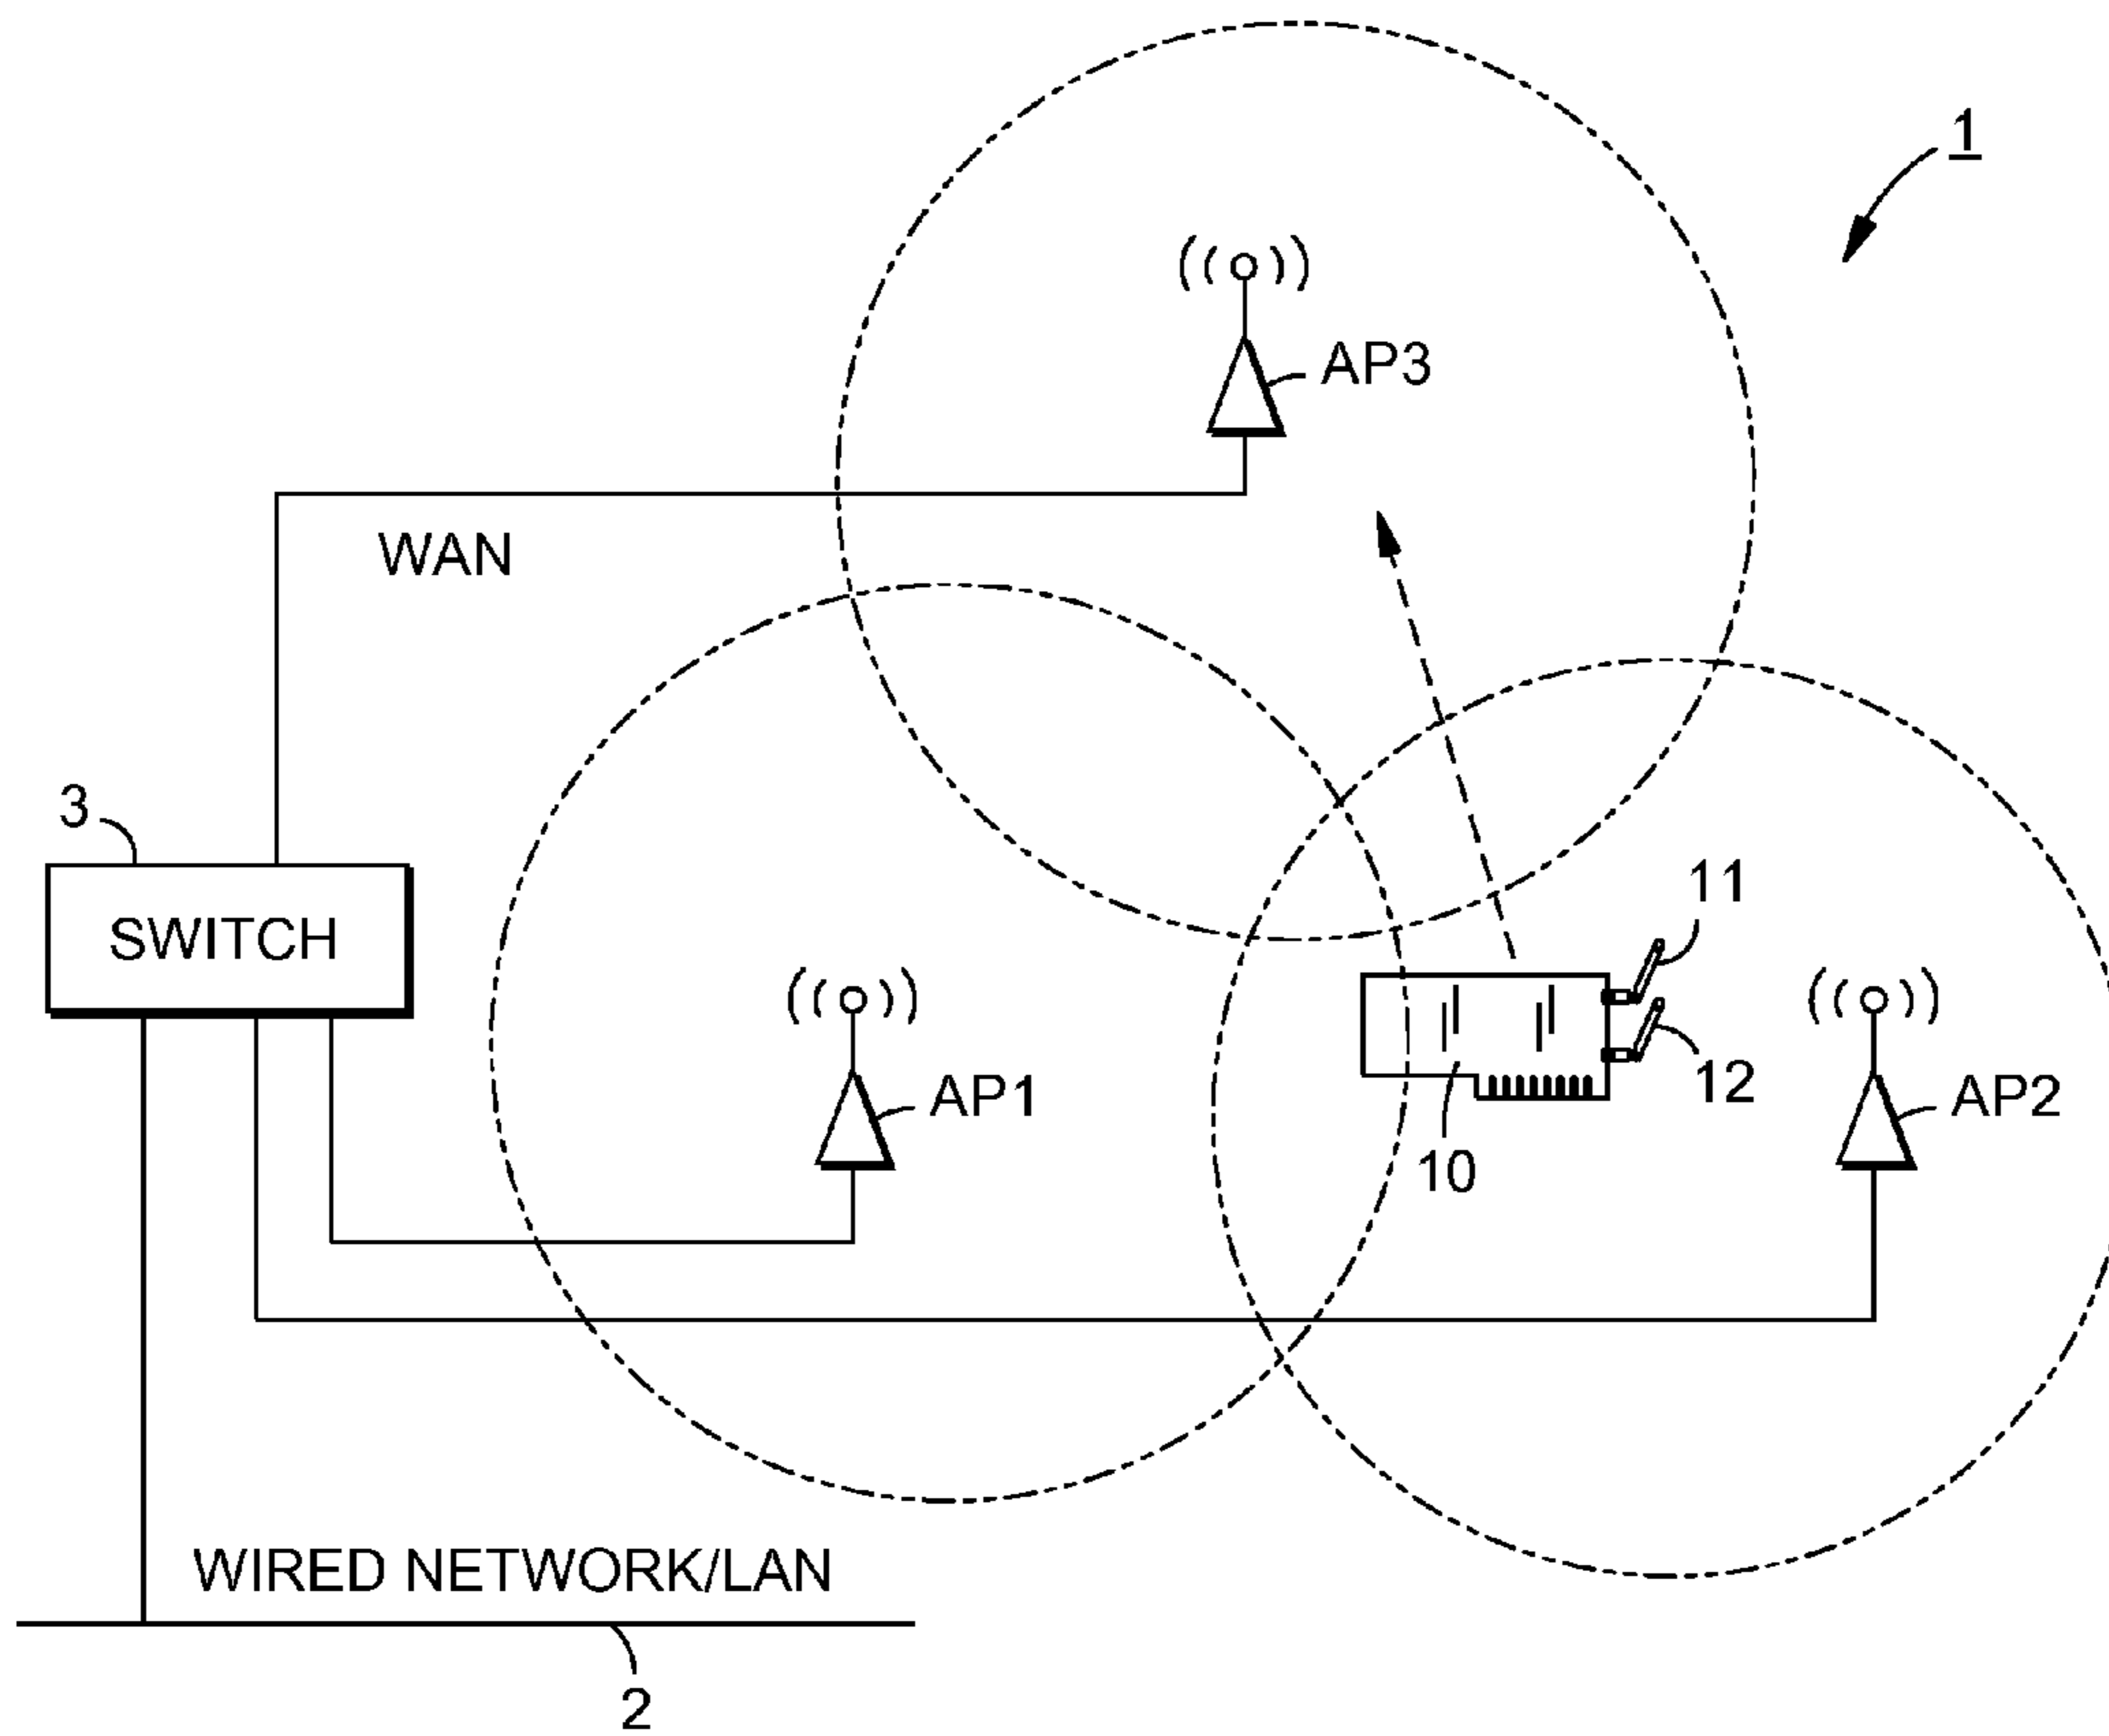 1
AP3
WAN
3
SWITCH
11
12
AP1
AP2
10
WIRED NETWORK/LAN
2